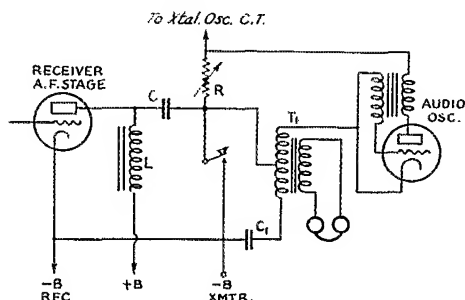 To Xtal. Osc. C.T.
RECEIVER
A.F. STAGE
C
R
T₁
AUDIO
OSC.
L
C₁
-B
REC.
+B
-B
XMTR.